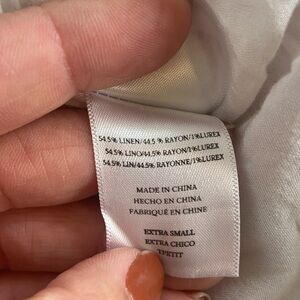 54.5% LINEN/44.5% RAYON/1%LUREX
54.5% LINO/44.5% RAYON/1%LUREX
54.5% LIN/44.5% RAYONNE/1%LUREX
MADE IN CHINA
HECHO EN CHINA
FABRIQUÉ EN CHINE
EXTRA SMALL
EXTRA CHICO